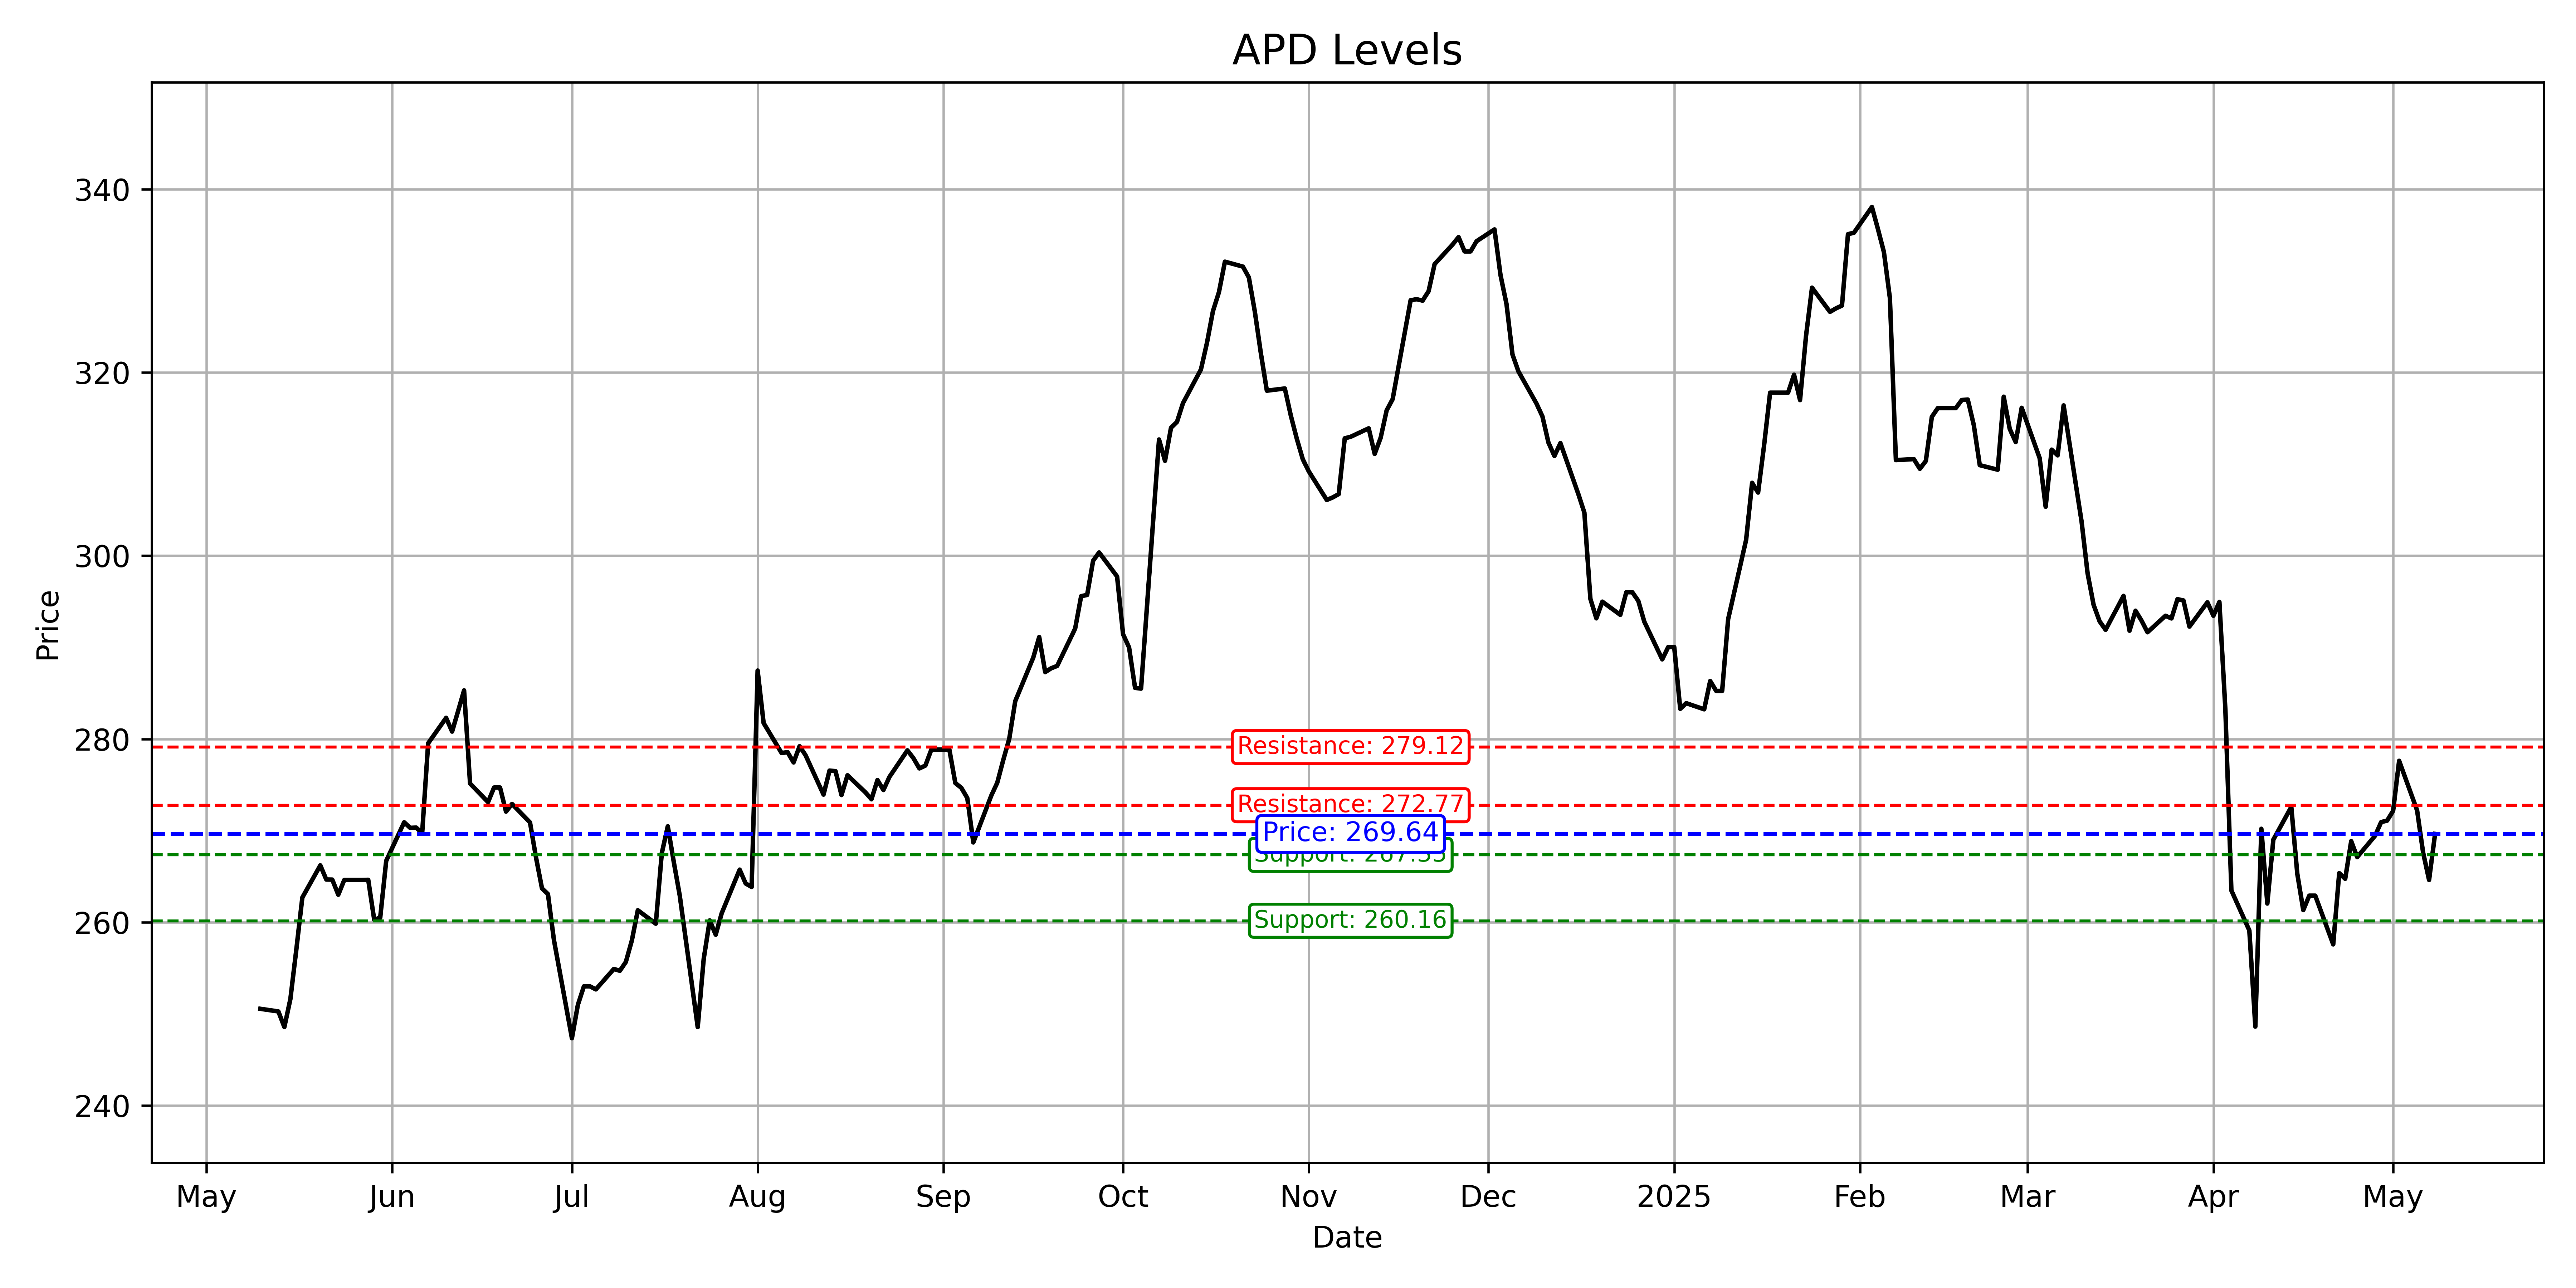 APD Levels
Price
340
320
300
280
260
240
Resistance: 279.12
Resistance: 272.77
Price: 269.64
Support:
Support: 260.16
May
Jun
Jul
Aug
Sep
Oct
Nov
Dec
2025
Feb
Mar
Apr
May
Date